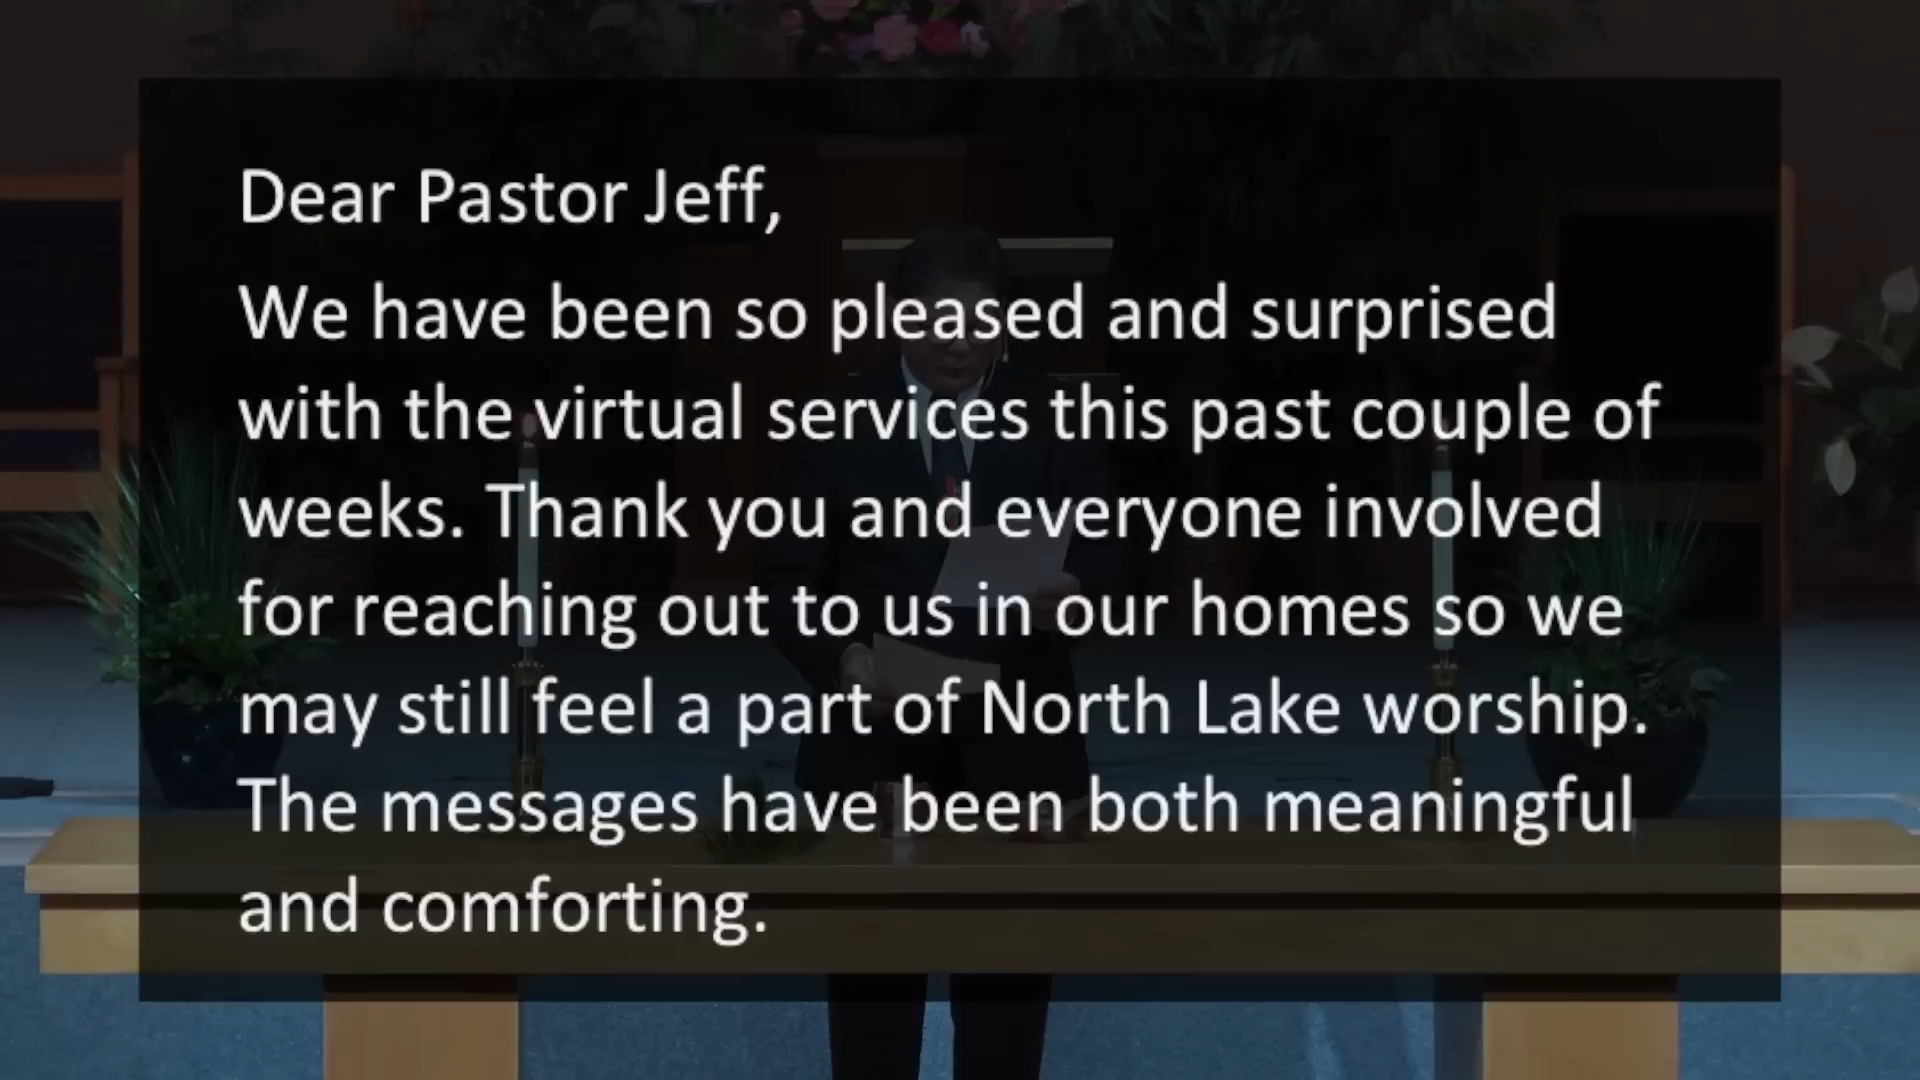 Dear Pastor Jeff,
We have been so pleased and surprised
with the virtual services this past couple of
weeks. Thank you and everyone involved
for reaching out to us in our homes so we
may still feel a part of North Lake worship.
The messages have been both meaningful
and comforting.